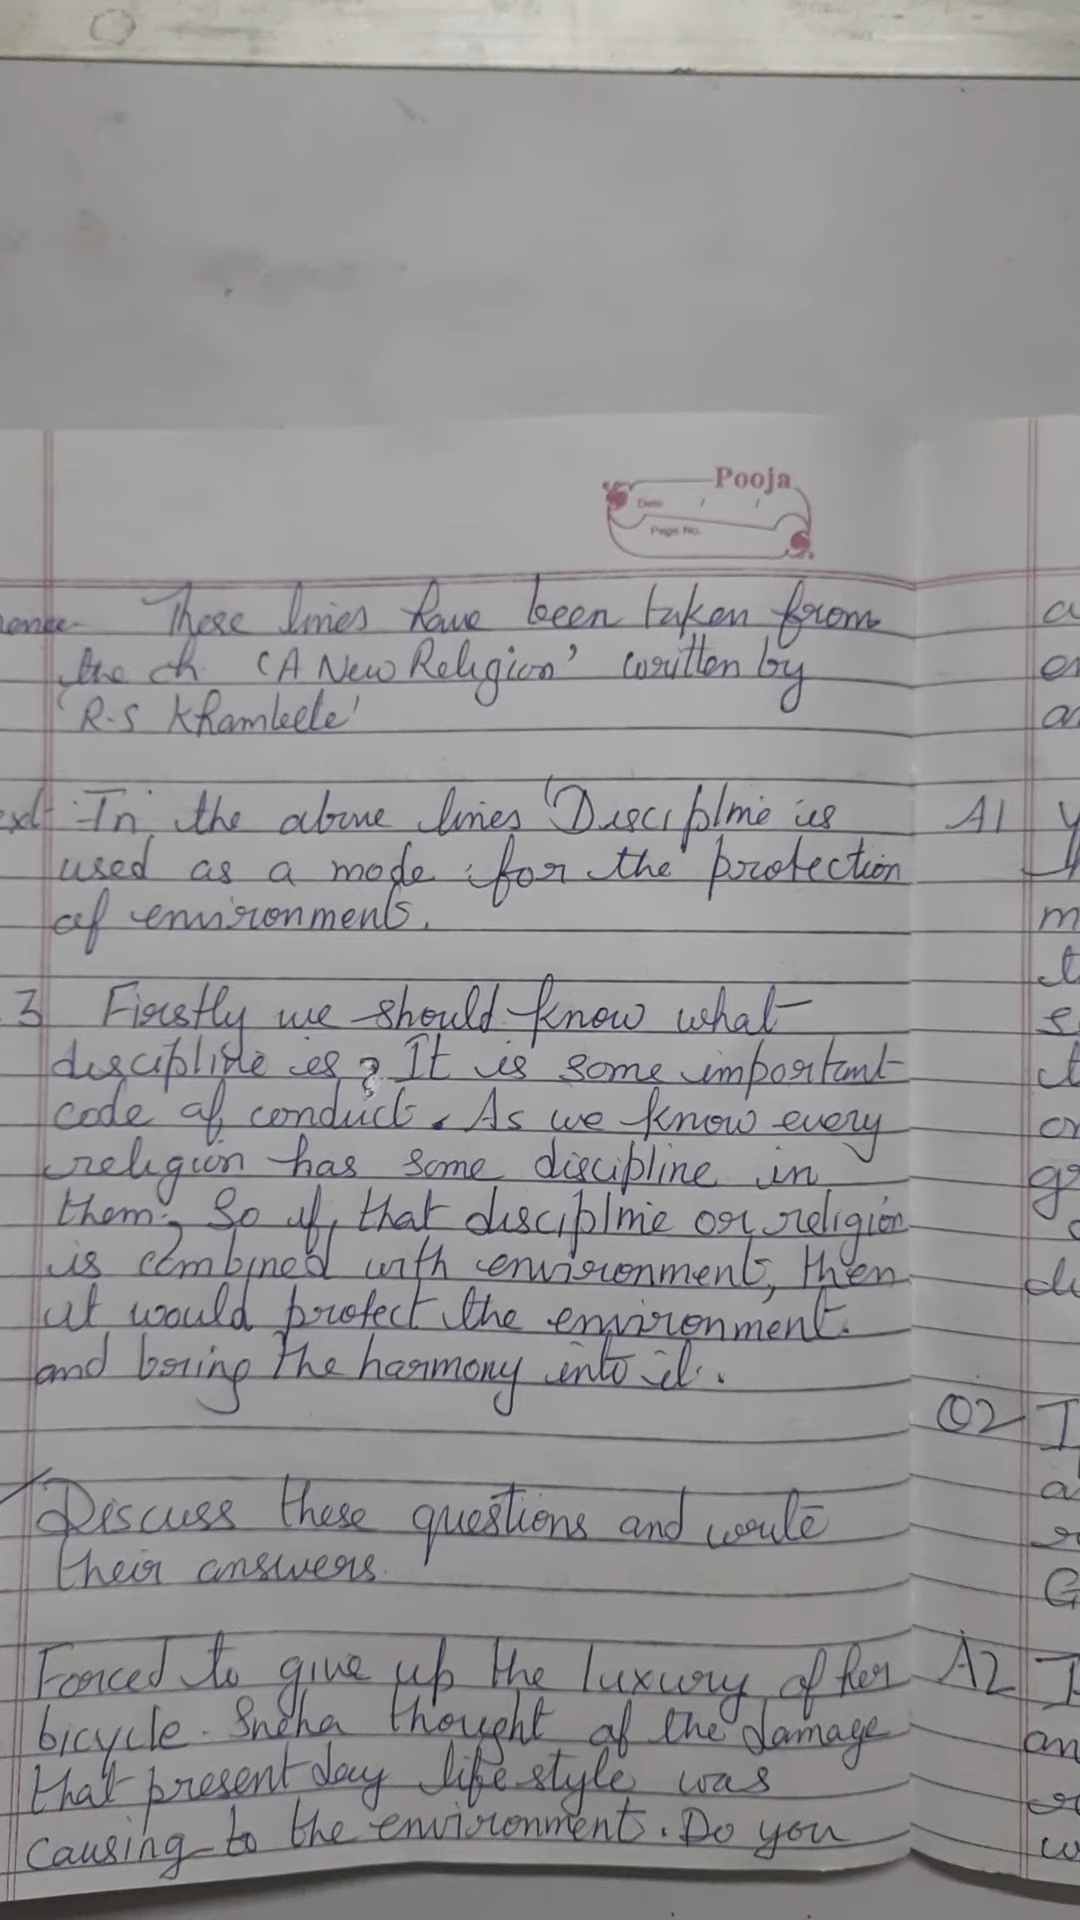 Pooja
Date / /
Page No.
These lines have been taken from
the ch 'A New Religion' written by
'R.S Khamble'
In the above lines 'Discipline is
used as a mode for the protection
of environment.
3 Firstly we should know what
discipline is? It is some important
code of conduct. As we know every
religion has some discipline in
them. So if that discipline or religion
is combined with environment, then
it would protect the environment.
and bring the harmony into it.
Discuss these questions and write
their answers.
Forced to give up the luxury of her
bicycle. Sneha thought of the damage
that present day life style was
causing to the environment. Do you
A1
Q2 I
A2